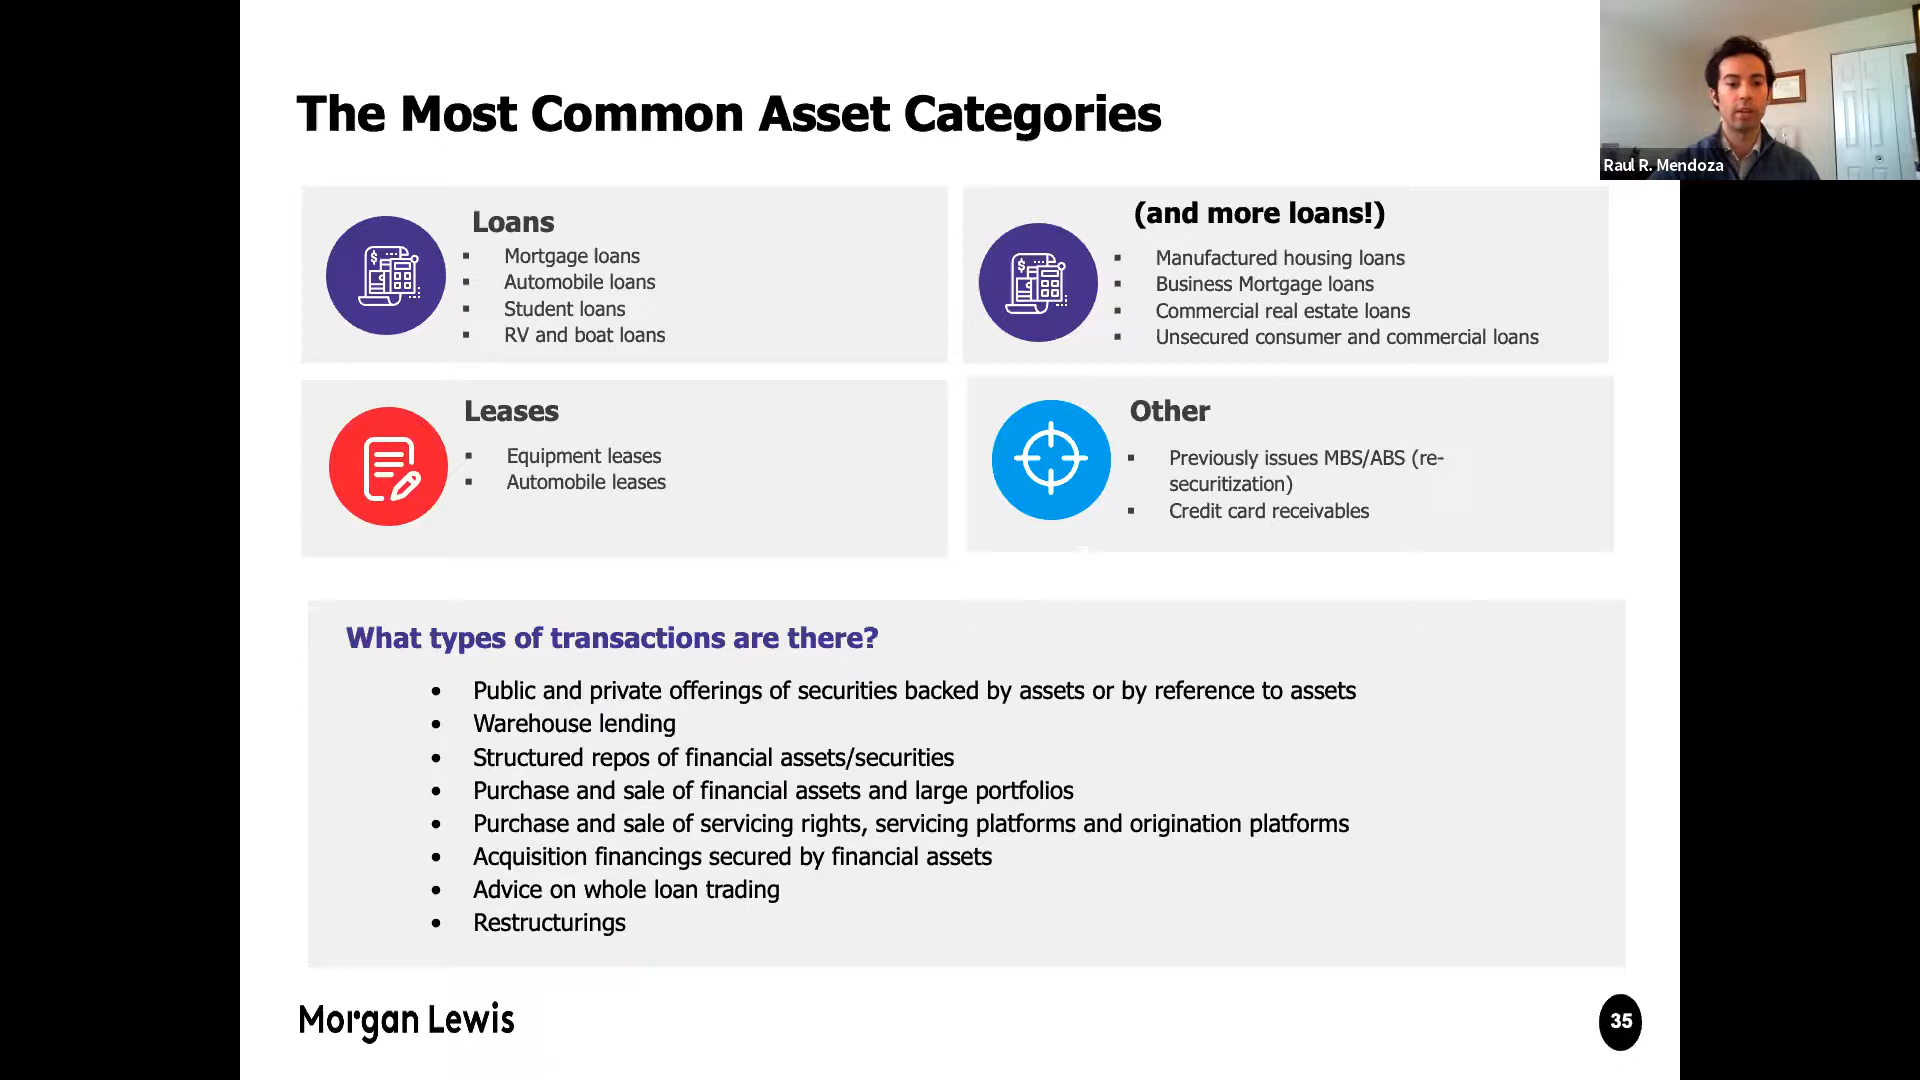 The Most Common Asset Categories
Raul R. Mendoza
Loans
Mortgage loans
Automobile loans
Student loans
RV and boat loans
(and more loans!)
Manufactured housing loans
Business Mortgage loans
Commercial real estate loans
Unsecured consumer and commercial loans
Leases
Equipment leases
Automobile leases
Other
Previously issues MBS/ABS (re-
securitization)
Credit card receivables
What types of transactions are there?
Public and private offerings of securities backed by assets or by reference to assets
Warehouse lending
Structured repos of financial assets/securities
Purchase and sale of financial assets and large portfolios
Purchase and sale of servicing rights, servicing platforms and origination platforms
Acquisition financings secured by financial assets
Advice on whole loan trading
Restructurings
Morgan Lewis
35